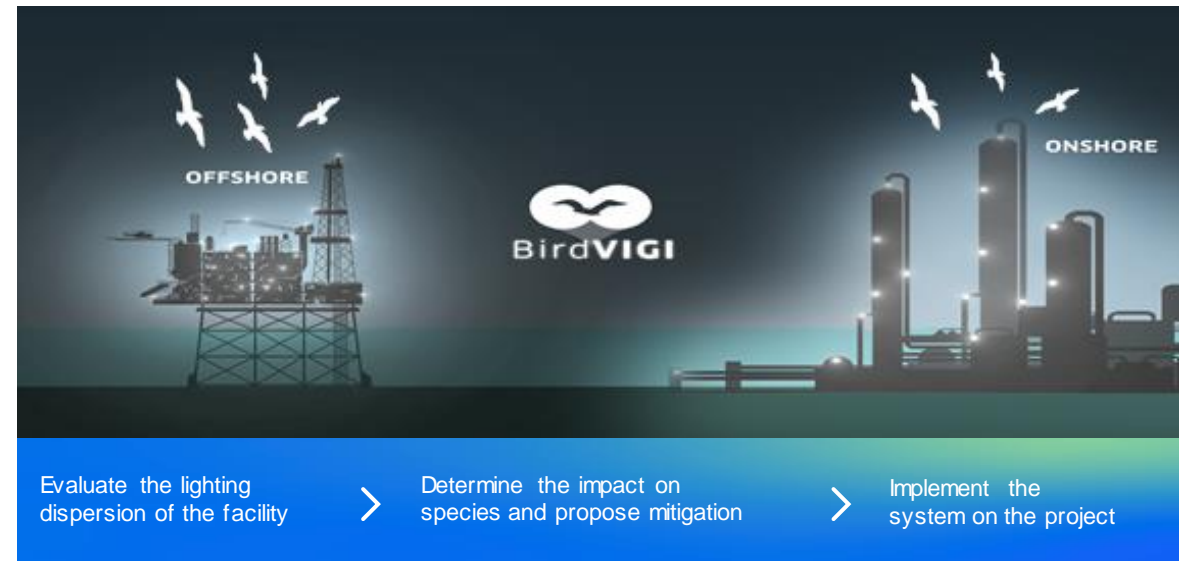 OFFSHORE
ONSHORE
BirdVIGI
Evaluate the lighting
dispersion of the facility
Determine the impact on
species and propose mitigation
Implement the
system on the project